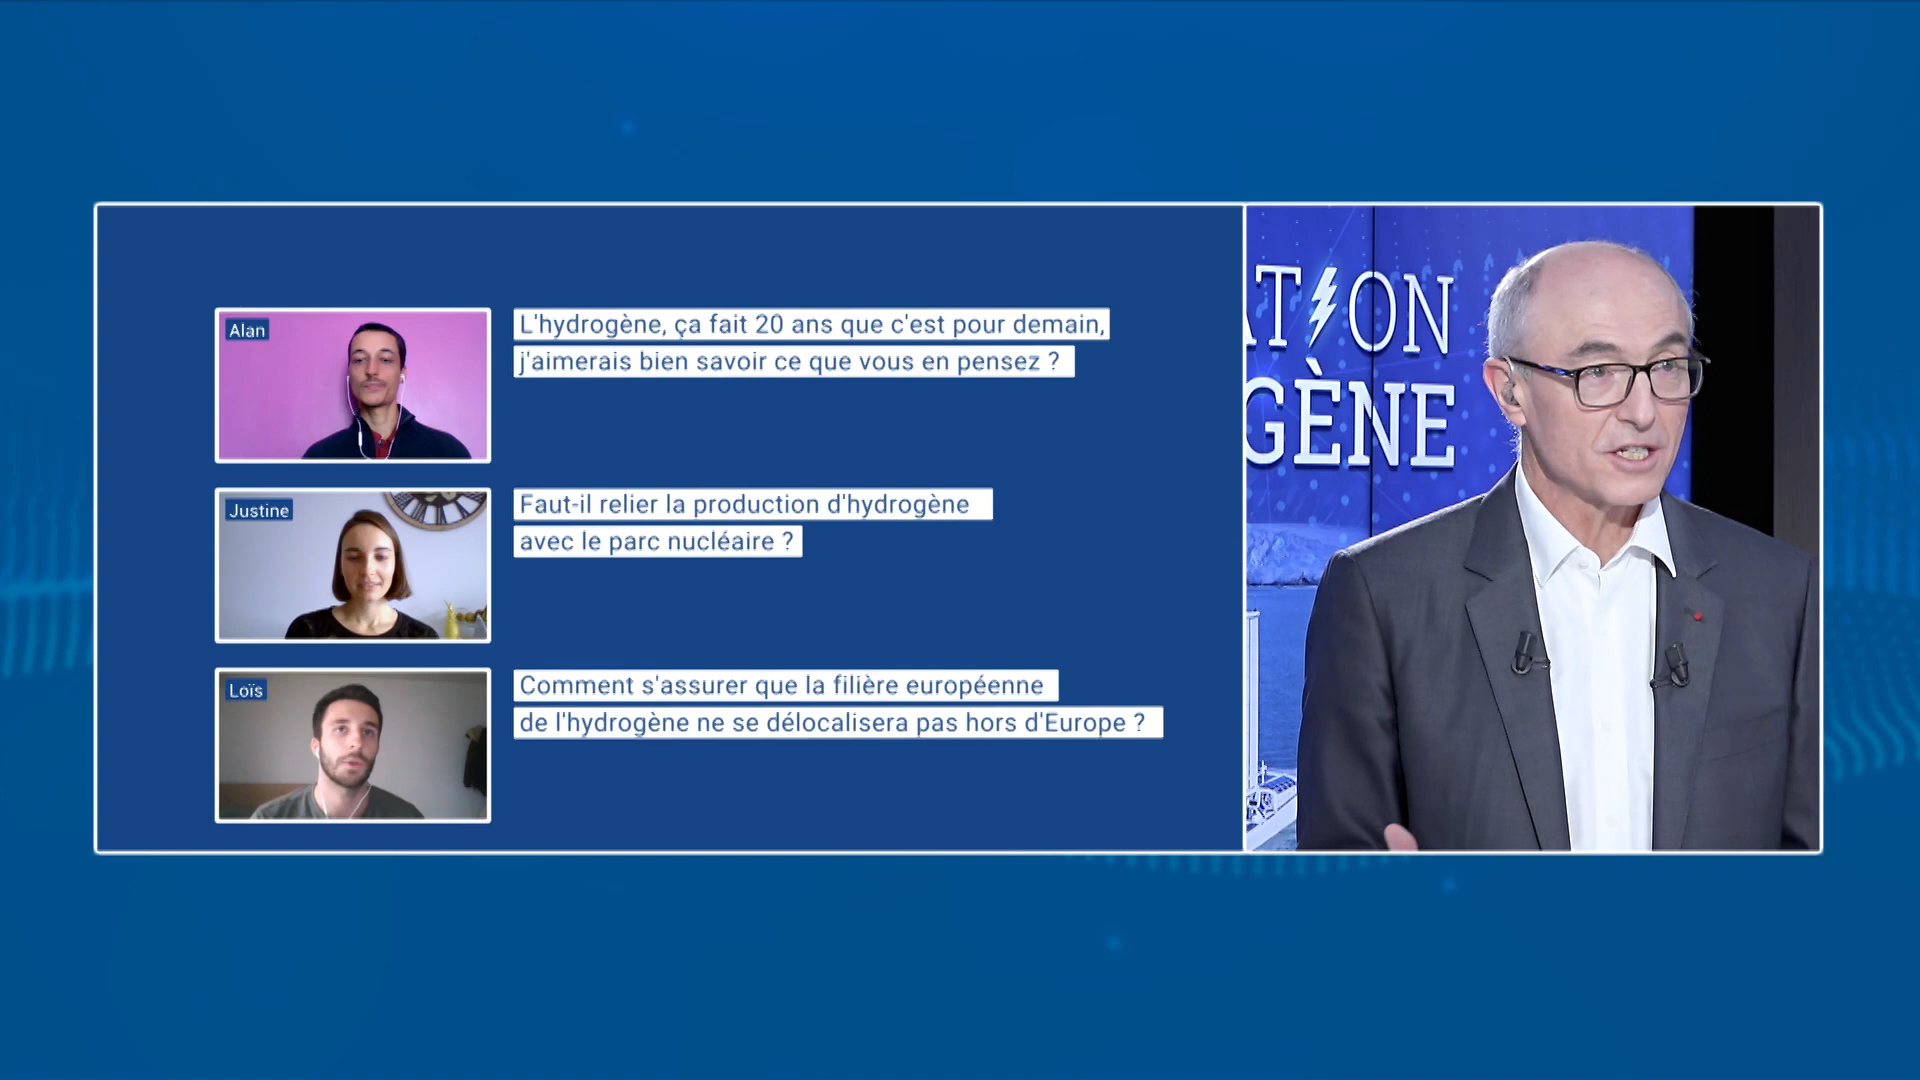 Alan
L'hydrogène, ça fait 20 ans que c'est pour demain,
j'aimerais bien savoir ce que vous en pensez ?
Justine
Faut-il relier la production d'hydrogène
avec le parc nucléaire ?
Loïs
Comment s'assurer que la filière européenne
de l'hydrogène ne se délocalisera pas hors d'Europe ?
AT⚡ON
GÈNE